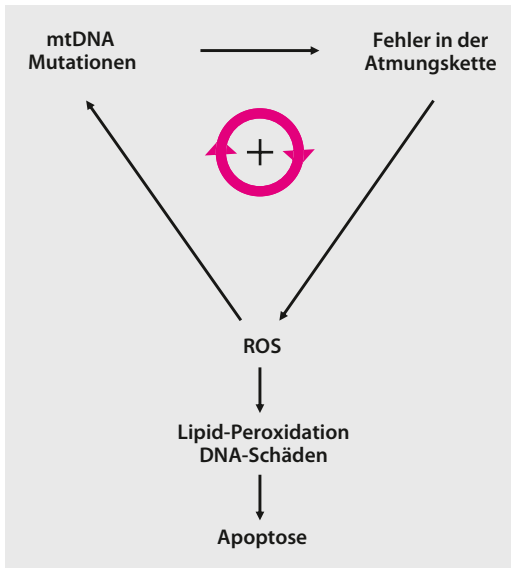 mtDNA
Mutationen
Fehler in der
Atmungskette
+
ROS
Lipid-Peroxidation
DNA-Schäden
Apoptose